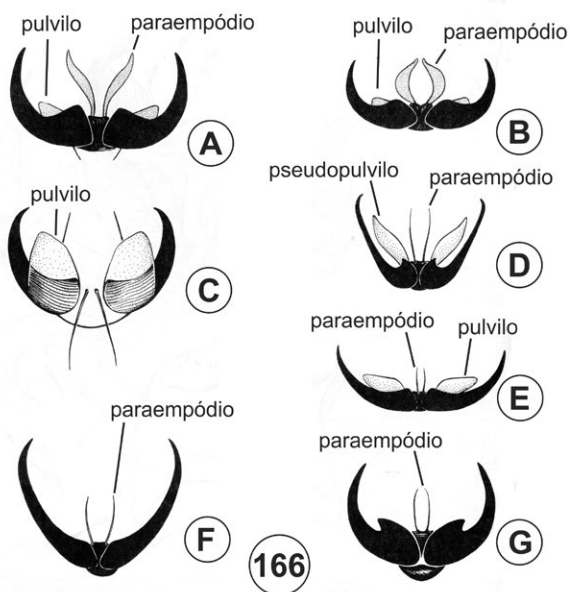 pulvilo paraempódio
A
pulvilo paraempódio
B
pulvilo
C
pseudopulvilo paraempódio
D
paraempódio pulvilo
E
paraempódio
F
paraempódio
G
166